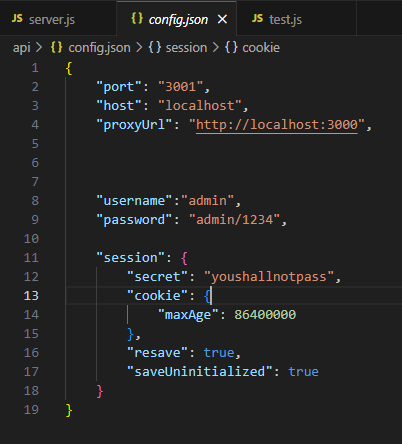 JS server.js {} config.json × JS test.js
api > {} config.json > {} session > {} cookie
1 {
2 "port": "3001",
3 "host": "localhost",
4 "proxyUrl": "http://localhost:3000",
5
6
7
8 "username":"admin",
9 "password": "admin/1234",
10
11 "session": {
12 "secret": "youshallnotpass",
13 "cookie": {
14 "maxAge": 86400000
15 },
16 "resave": true,
17 "saveUninitialized": true
18 }
19 }